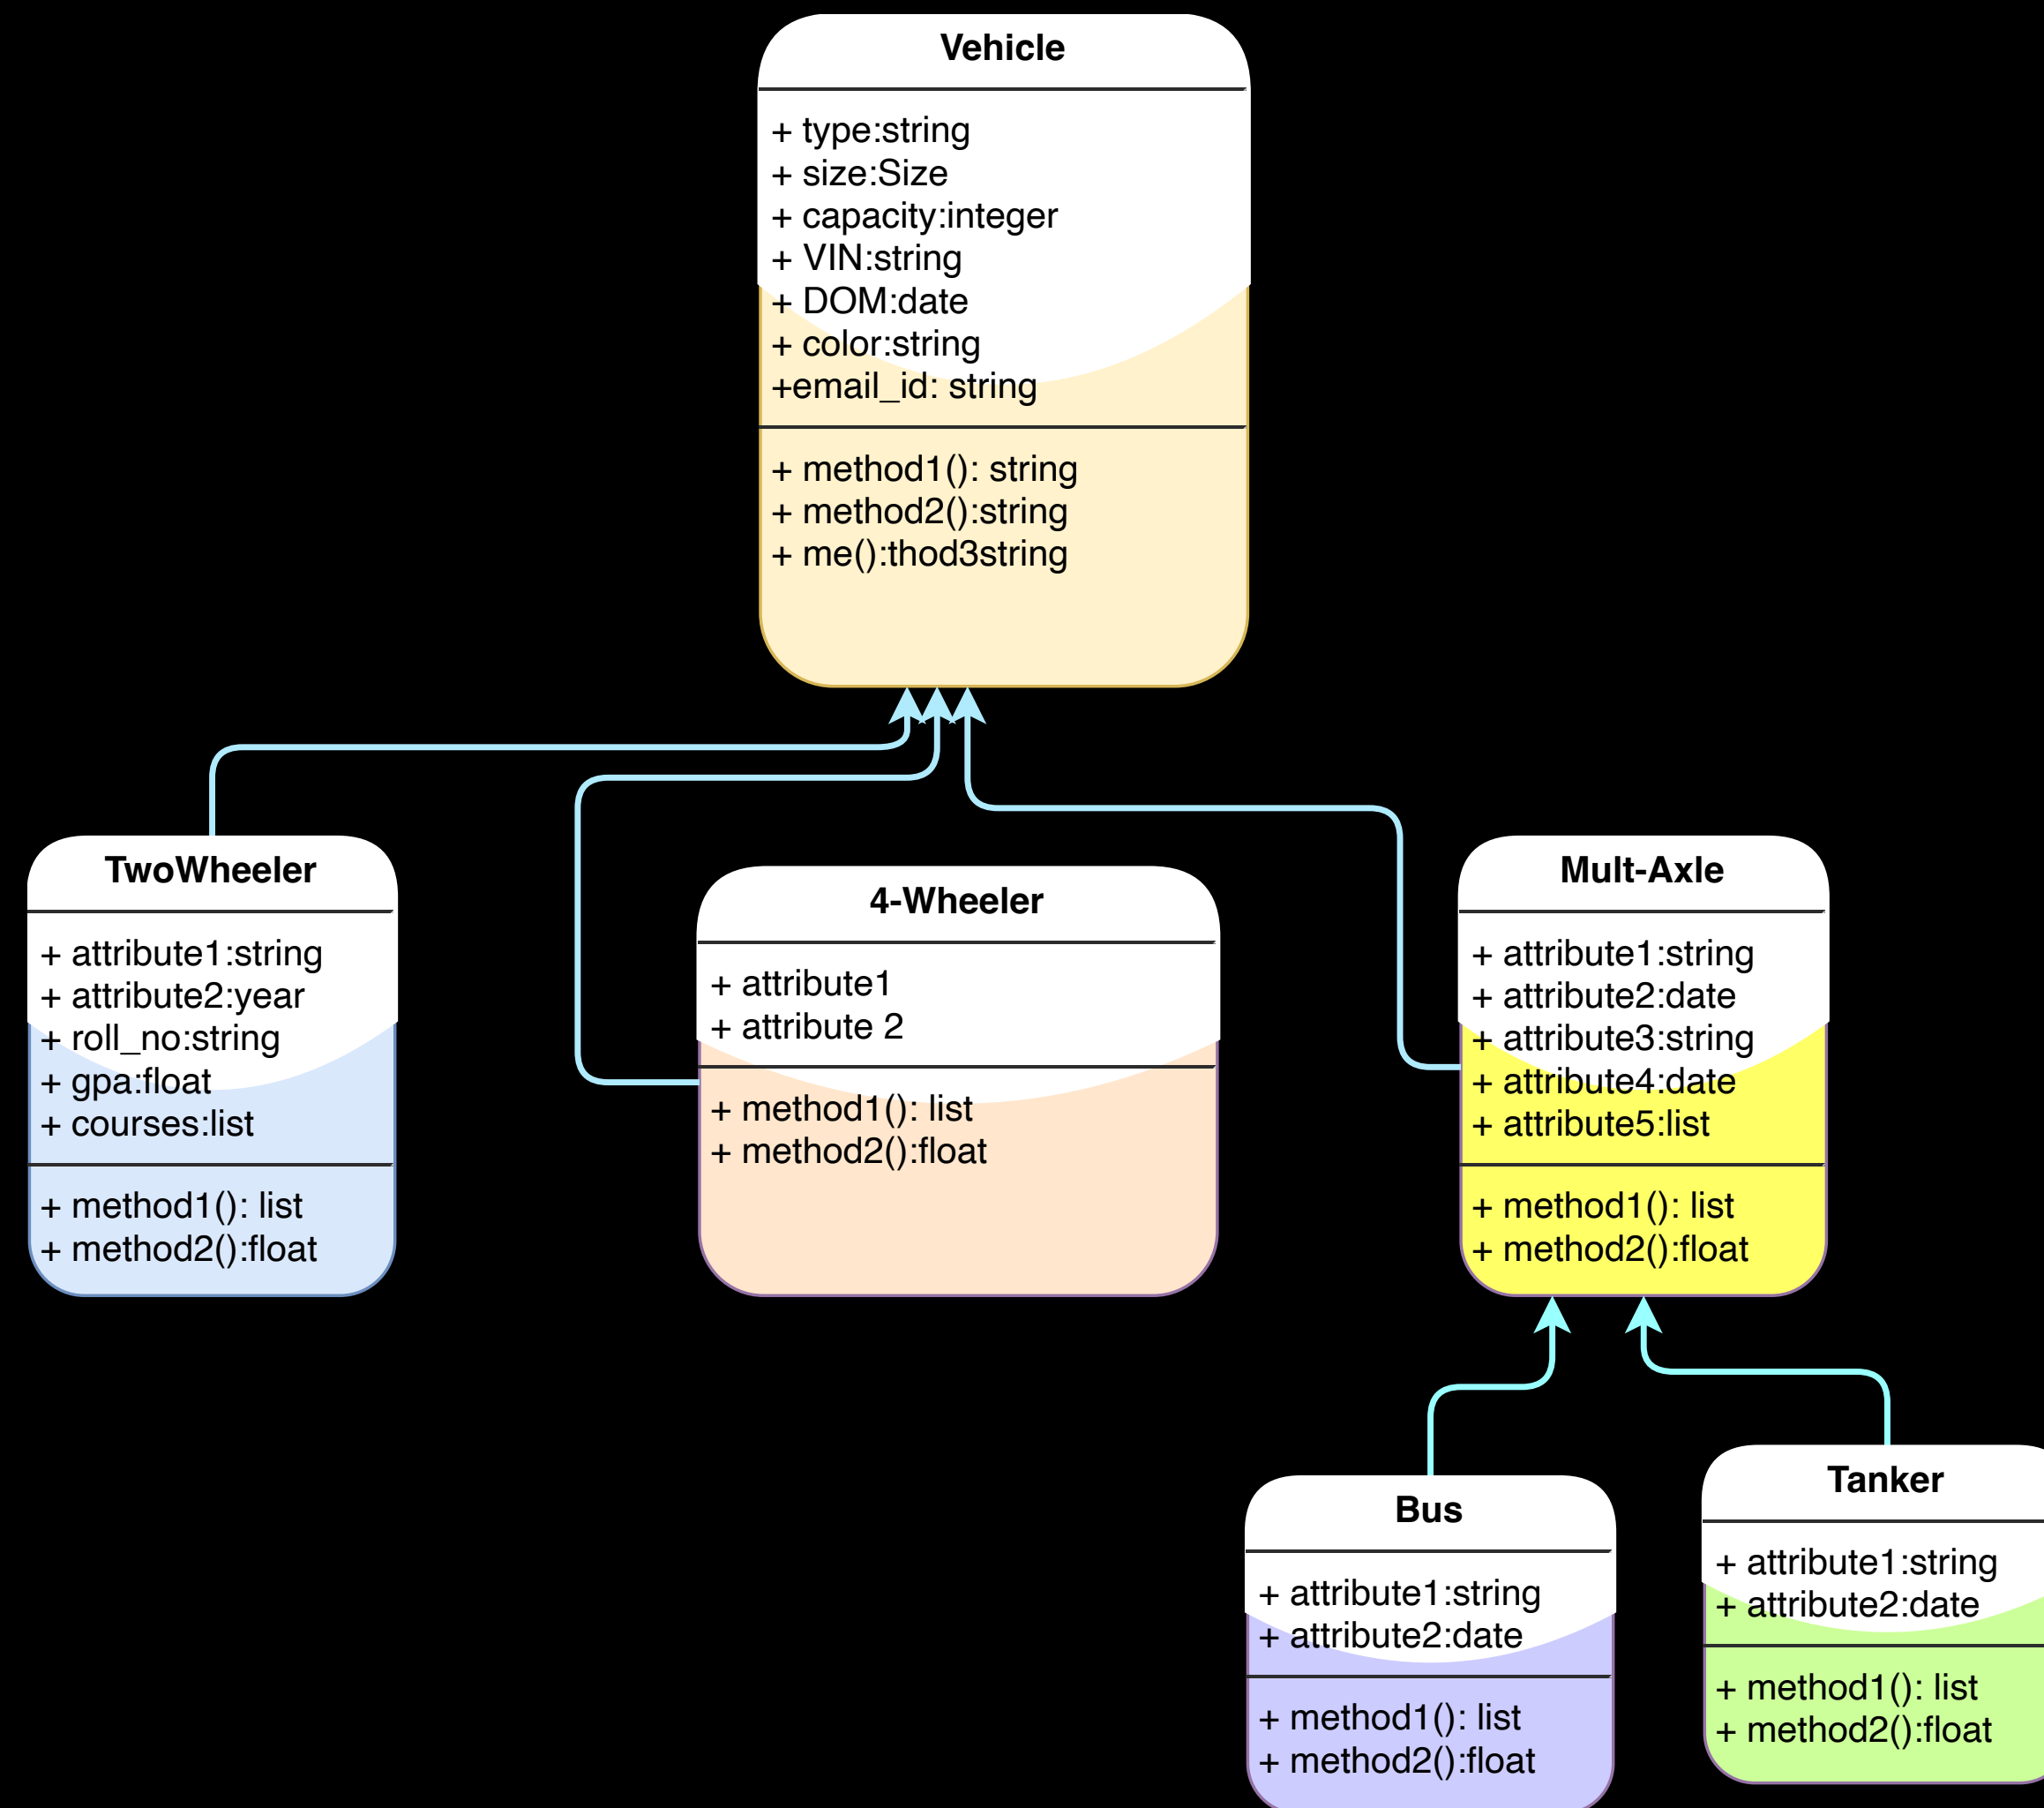 Vehicle
+ type:string
+ size:Size
+ capacity:integer
+ VIN:string
+ DOM:date
+ color:string
+email_id: string
+ method1(): string
+ method2():string
+ me():thod3string
TwoWheeler
+ attribute1:string
+ attribute2:year
+ roll_no:string
+ gpa:float
+ courses:list
+ method1(): list
+ method2():float
4-Wheeler
+ attribute1
+ attribute 2
+ method1(): list
+ method2():float
Mult-Axle
+ attribute1:string
+ attribute2:date
+ attribute3:string
+ attribute4:date
+ attribute5:list
+ method1(): list
+ method2():float
Bus
+ attribute1:string
+ attribute2:date
+ method1(): list
+ method2():float
Tanker
+ attribute1:string
+ attribute2:date
+ method1(): list
+ method2():float